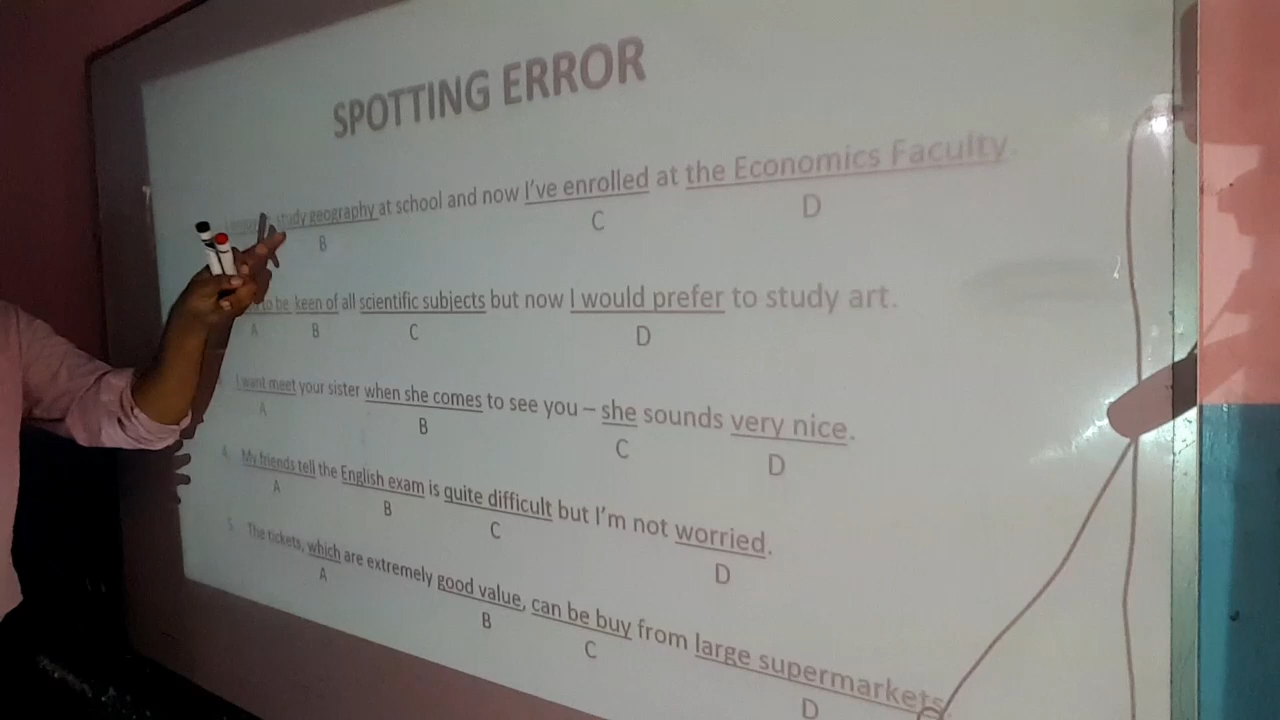 SPOTTING ERROR
study geography at school and now I've enrolled at the Economics Faculty.
B C D
to be keen of all scientific subjects but now I would prefer to study art.
A B C D
I want meet your sister when she comes to see you – she sounds very nice.
A B C D
4. My friends tell the English exam is quite difficult but I'm not worried.
A B C D
5. The tickets, which are extremely good value, can be buy from large supermarkets.
A B C D